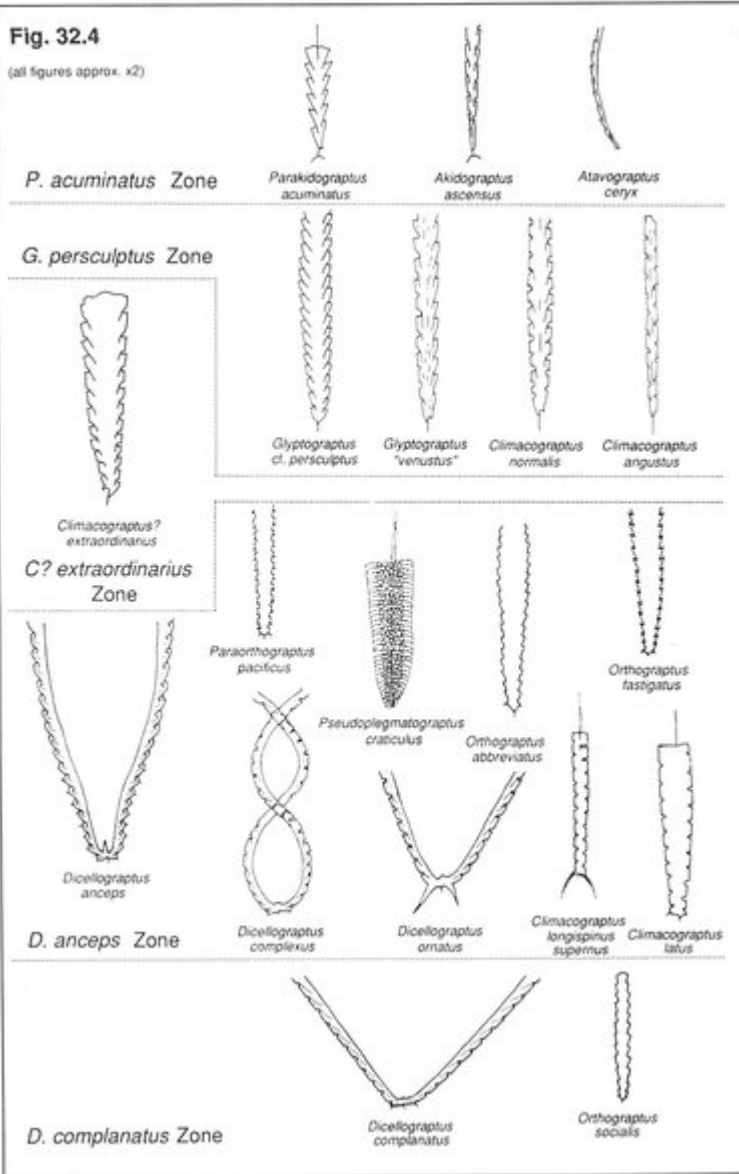 Fig. 32.4
(all figures approx. x2)
P. acuminatus Zone
Parakidograptus
acuminatus
Akidograptus
ascensus
Atavograptus
ceryx
G. persculptus Zone
Glyptograptus
cf. persculptus
Glyptograptus
"venustus"
Climacograptus
normalis
Climacograptus
angustus
Climacograptus?
extraordinarius
C? extraordinarius
Zone
Paraorthograptus
pacificus
Pseudoplegmatograptus
craticulus
Orthograptus
abbreviatus
Orthograptus
fastigatus
Dicellograptus
anceps
Dicellograptus
complexus
Dicellograptus
ornatus
Climacograptus
longispinus
supernus
Climacograptus
latus
D. anceps Zone
Dicellograptus
complanatus
Orthograptus
socialis
D. complanatus Zone